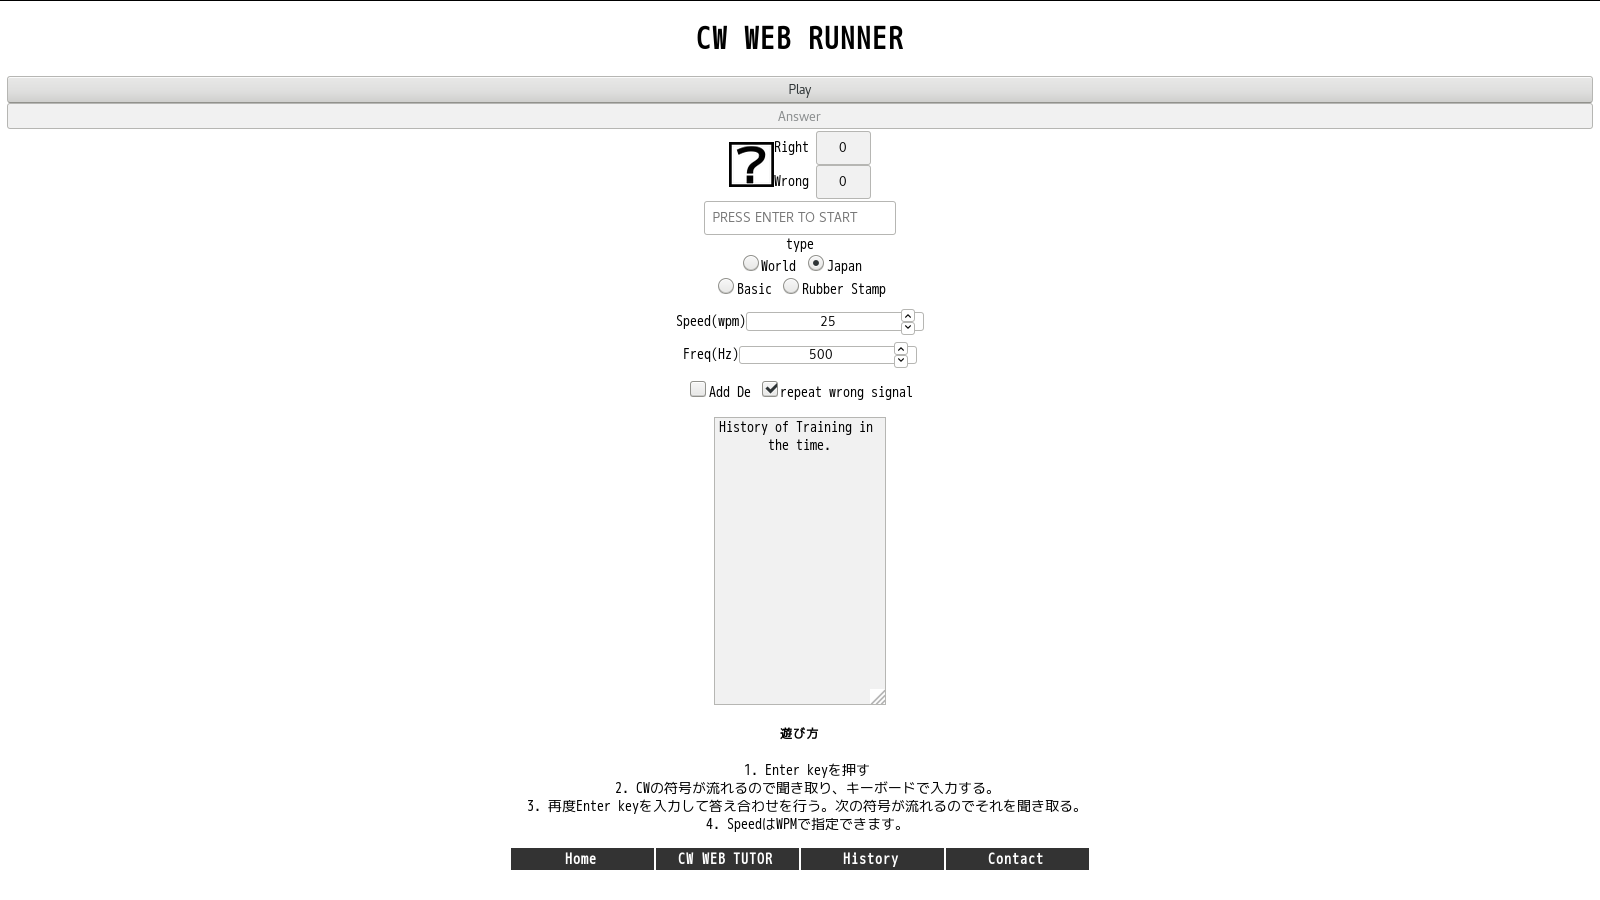 CW WEB RUNNER
Play
Answer
?
Right 0
Wrong 0
PRESS ENTER TO START
type
World Japan
Basic Rubber Stamp
Speed(wpm) 25
Freq(Hz) 500
Add De repeat wrong signal
History of Training in
the time.
遊び方
1. Enter keyを押す
2. CWの符号が流れるので聞き取り、キーボードで入力する。
3. 再度Enter keyを入力して答え合わせを行う。次の符号が流れるのでそれを聞き取る。
4. SpeedはWPMで指定できます。
Home CW WEB TUTOR History Contact